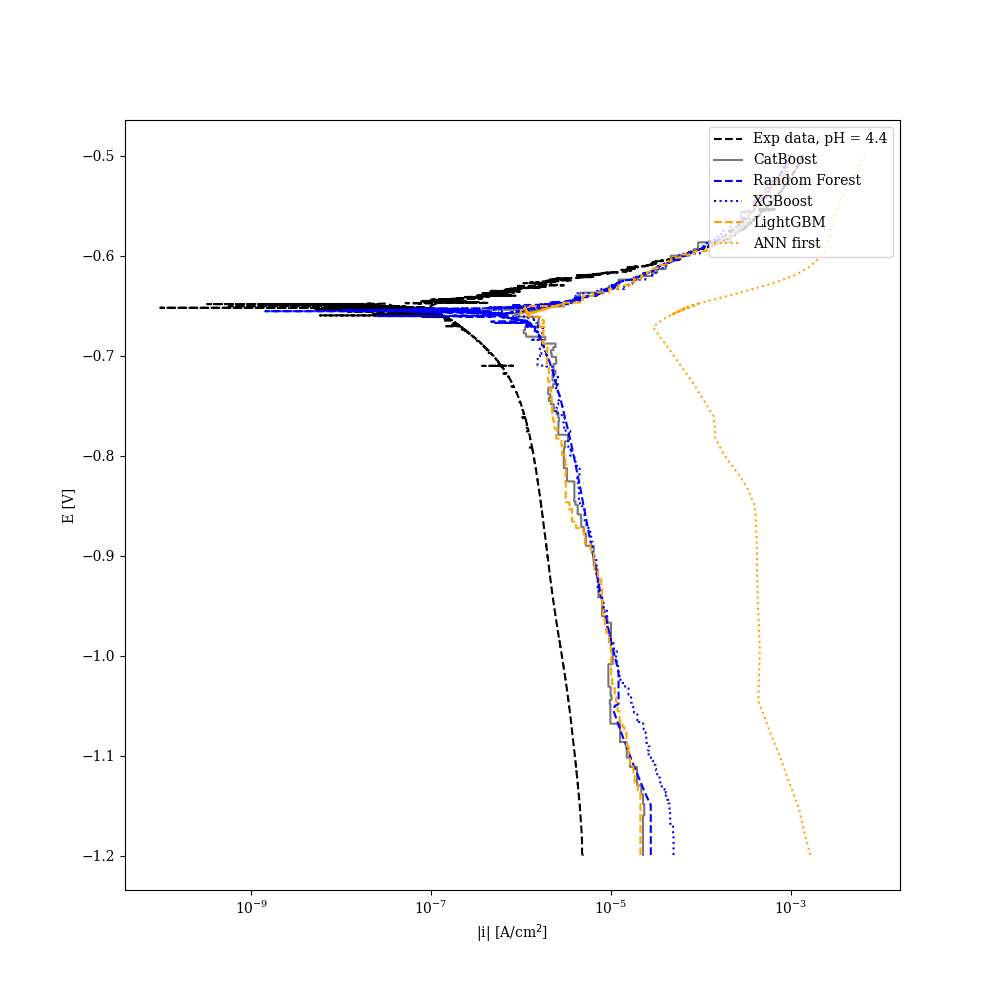 Exp data, pH = 4.4
CatBoost
Random Forest
XGBoost
LightGBM
ANN first
−0.5
−0.6
−0.7
−0.8
−0.9
−1.0
−1.1
−1.2
E [V]
10⁻⁹
10⁻⁷
10⁻⁵
10⁻³
|i| [A/cm²]